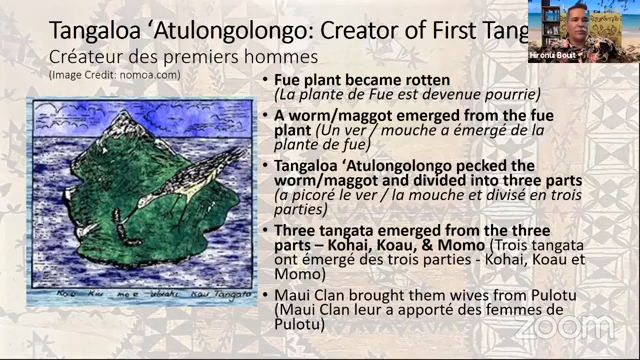 Tangaloa ‘Atulongolongo: Creator of First Tang
Créateur des premiers hommes
(Image Credit: nomoa.com)
Hironui Bouit
• Fue plant became rotten
(La plante de Fue est devenue pourrie)
• A worm/maggot emerged from the fue
plant (Un ver / mouche a émergé de la
plante de fue)
• Tangaloa ‘Atulongolongo pecked the
worm/maggot and divided into three parts
(a picoré le ver / la mouche et divisé en trois
parties)
• Three tangata emerged from the three
parts – Kohai, Koau, & Momo (Trois tangata
ont émergé des trois parties - Kohai, Koau et
Momo)
• Maui Clan brought them wives from Pulotu
(Maui Clan leur a apporté des femmes de
Pulotu)
zoom